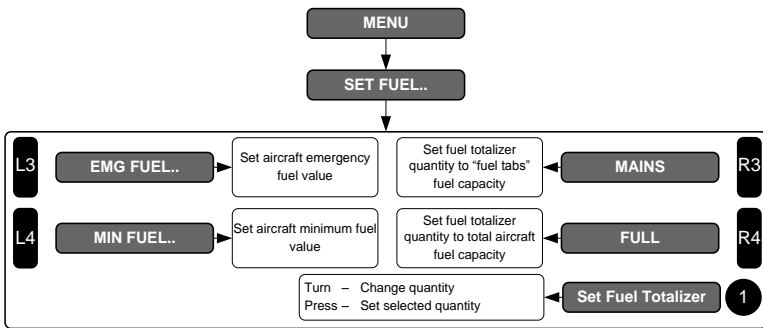 MENU
SET FUEL..
L3
EMG FUEL..
Set aircraft emergency
fuel value
Set fuel totalizer
quantity to “fuel tabs”
fuel capacity
MAINS
R3
L4
MIN FUEL..
Set aircraft minimum fuel
value
Set fuel totalizer
quantity to total aircraft
fuel capacity
FULL
R4
Turn – Change quantity
Press – Set selected quantity
Set Fuel Totalizer
1